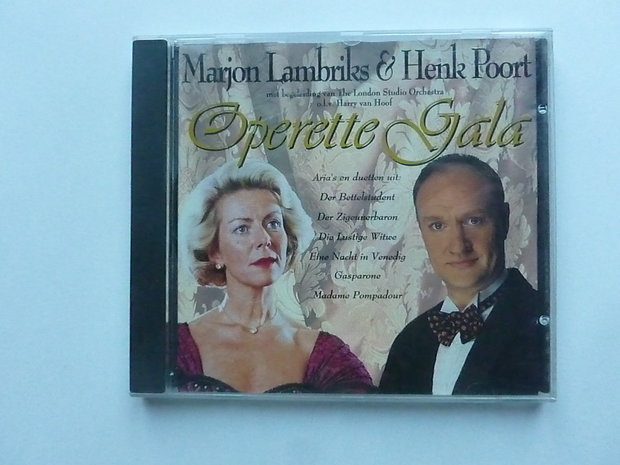 Marjon Lambriks & Henk Poort
met begeleiding van The London Studio Orchestra
o.l.v. Harry van Hoof
Operette Gala
Aria's en duetten uit:
Der Bettelstudent
Der Zigeunerbaron
Die Lustige Witwe
Eine Nacht in Venedig
Gasparone
Madame Pompadour